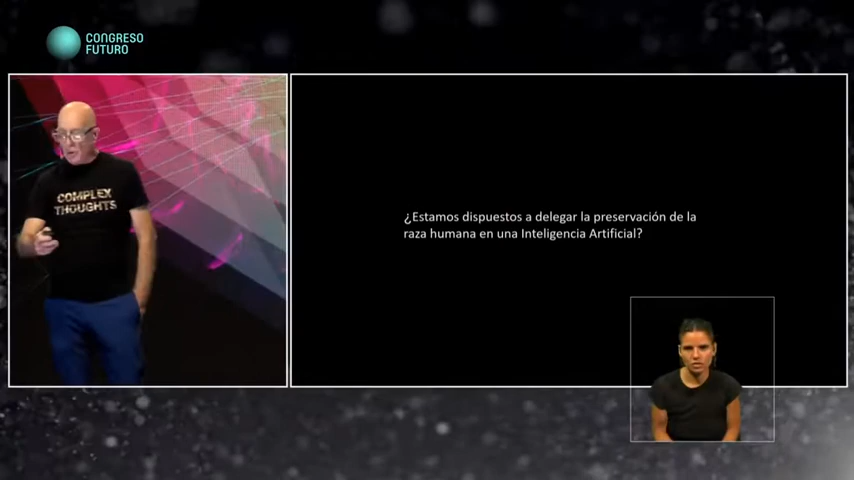 CONGRESO
FUTURO
COMPLEX
THOUGHTS
¿Estamos dispuestos a delegar la preservación de la
raza humana en una Inteligencia Artificial?